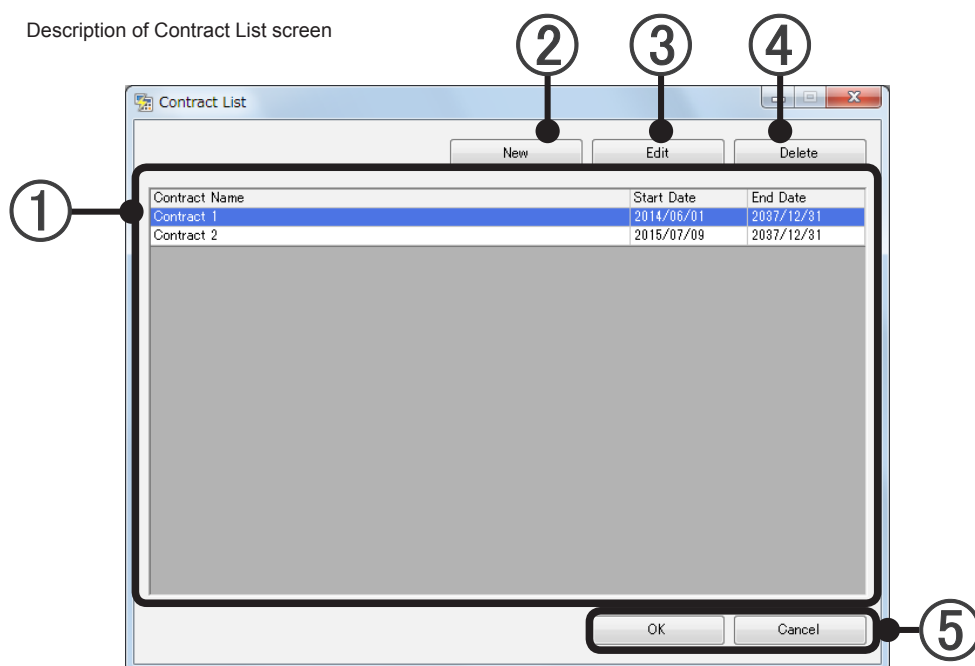 Description of Contract List screen
② ③ ④
Contract List
New Edit Delete
①
Contract Name Start Date End Date
Contract 1 2014/06/01 2037/12/31
Contract 2 2015/07/09 2037/12/31
OK Cancel
⑤